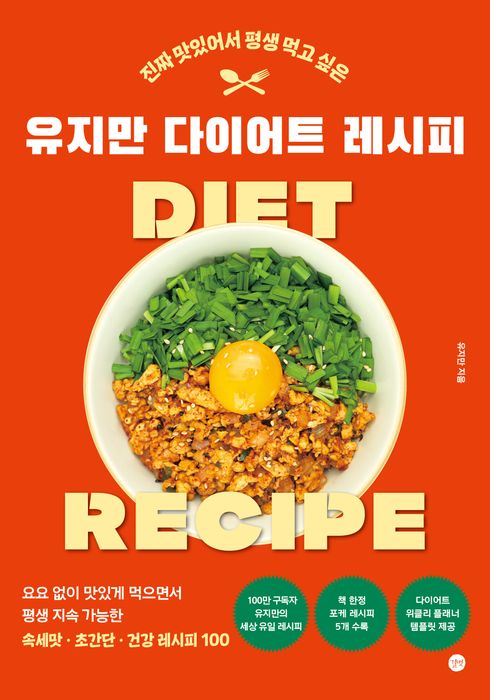 진짜 맛있어서 평생 먹고 싶은
유지만 다이어트 레시피
DIET
RECIPE
유지만 지음
요요 없이 맛있게 먹으면서
평생 지속 가능한
속세맛 · 초간단 · 건강 레시피 100
100만 구독자
유지만의
세상 유일 레시피
책 한정
포케 레시피
5개 수록
다이어트
위클리 플래너
템플릿 제공
길벗